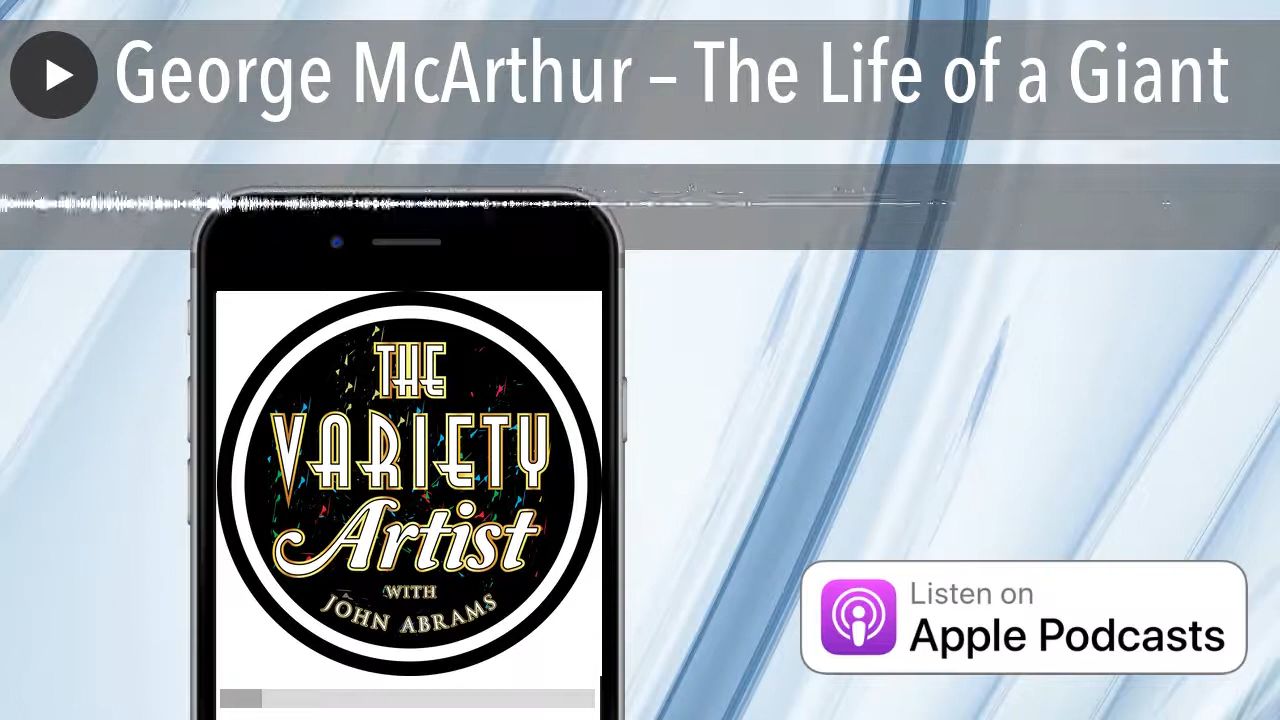 George McArthur – The Life of a Giant
THE
VARIETY
Artist
WITH
JOHN ABRAMS
Listen on
Apple Podcasts